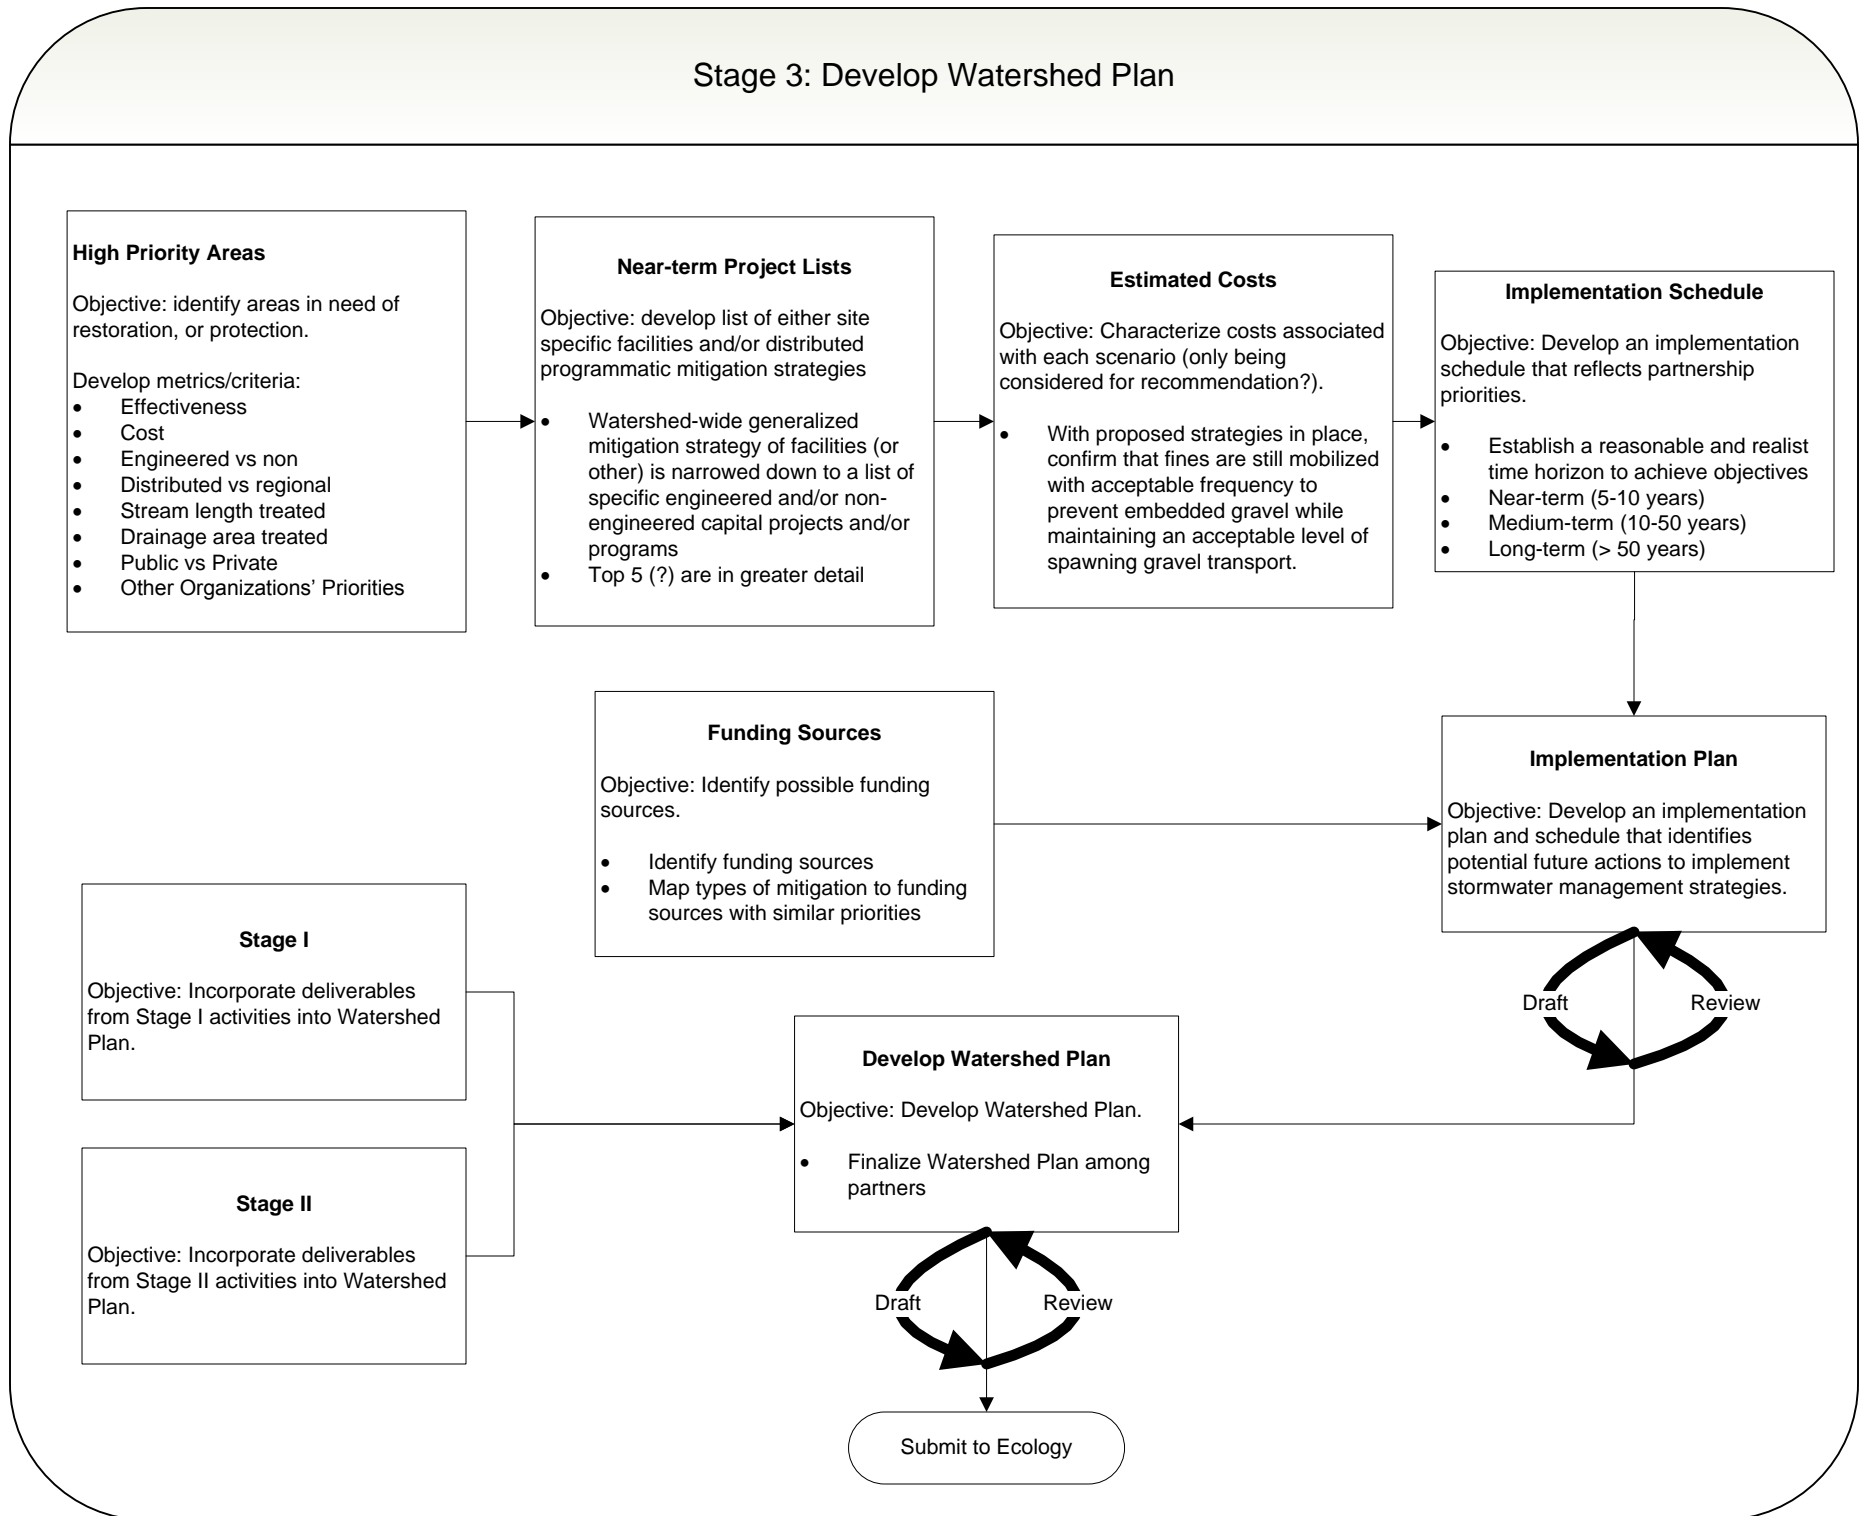 Stage 3: Develop Watershed Plan
High Priority Areas
Objective: identify areas in need of
restoration, or protection.
Develop metrics/criteria:
• Effectiveness
• Cost
• Engineered vs non
• Distributed vs regional
• Stream length treated
• Drainage area treated
• Public vs Private
• Other Organizations’ Priorities
Near-term Project Lists
Objective: develop list of either site
specific facilities and/or distributed
programmatic mitigation strategies
• Watershed-wide generalized
mitigation strategy of facilities (or
other) is narrowed down to a list of
specific engineered and/or non-
engineered capital projects and/or
programs
• Top 5 (?) are in greater detail
Estimated Costs
Objective: Characterize costs associated
with each scenario (only being
considered for recommendation?).
• With proposed strategies in place,
confirm that fines are still mobilized
with acceptable frequency to
prevent embedded gravel while
maintaining an acceptable level of
spawning gravel transport.
Implementation Schedule
Objective: Develop an implementation
schedule that reflects partnership
priorities.
• Establish a reasonable and realist
time horizon to achieve objectives
• Near-term (5-10 years)
• Medium-term (10-50 years)
• Long-term (> 50 years)
Funding Sources
Objective: Identify possible funding
sources.
• Identify funding sources
• Map types of mitigation to funding
sources with similar priorities
Implementation Plan
Objective: Develop an implementation
plan and schedule that identifies
potential future actions to implement
stormwater management strategies.
Draft
Review
Stage I
Objective: Incorporate deliverables
from Stage I activities into Watershed
Plan.
Stage II
Objective: Incorporate deliverables
from Stage II activities into Watershed
Plan.
Develop Watershed Plan
Objective: Develop Watershed Plan.
• Finalize Watershed Plan among
partners
Draft
Review
Submit to Ecology